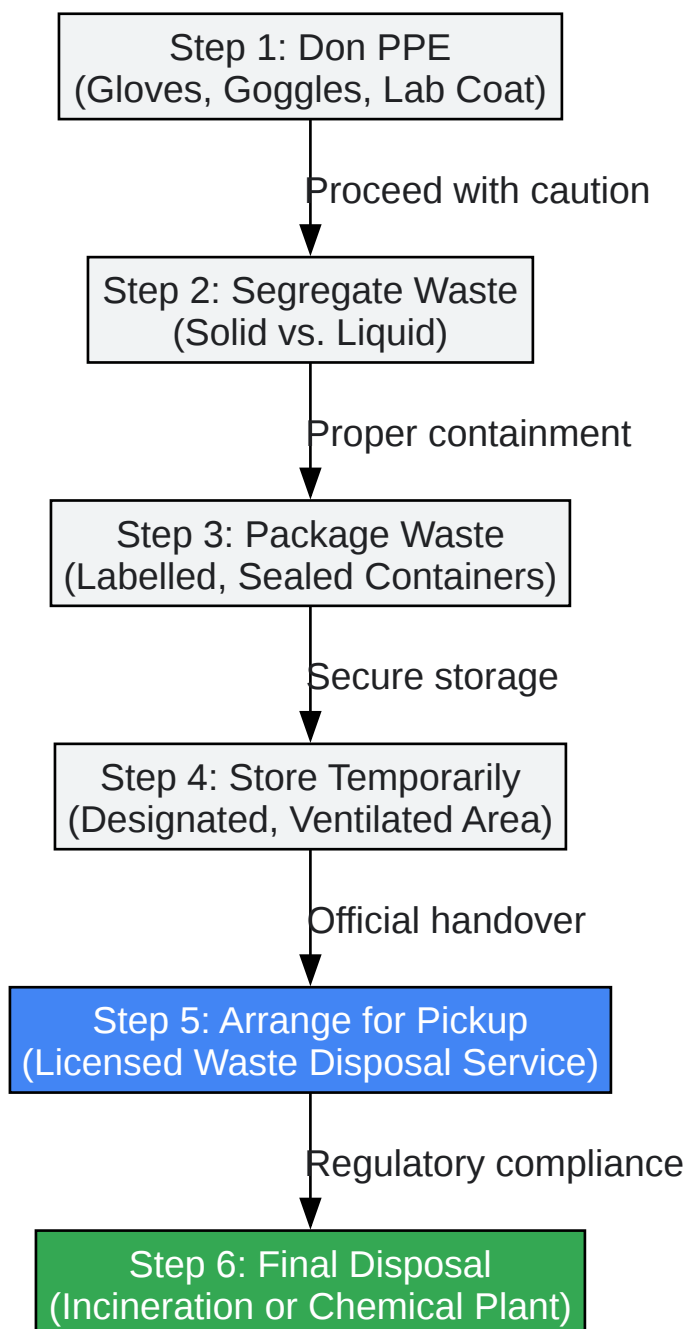 Step 1: Don PPE
(Gloves, Goggles, Lab Coat)
Proceed with caution
Step 2: Segregate Waste
(Solid vs. Liquid)
Proper containment
Step 3: Package Waste
(Labelled, Sealed Containers)
Secure storage
Step 4: Store Temporarily
(Designated, Ventilated Area)
Official handover
Step 5: Arrange for Pickup
(Licensed Waste Disposal Service)
Regulatory compliance
Step 6: Final Disposal
(Incineration or Chemical Plant)